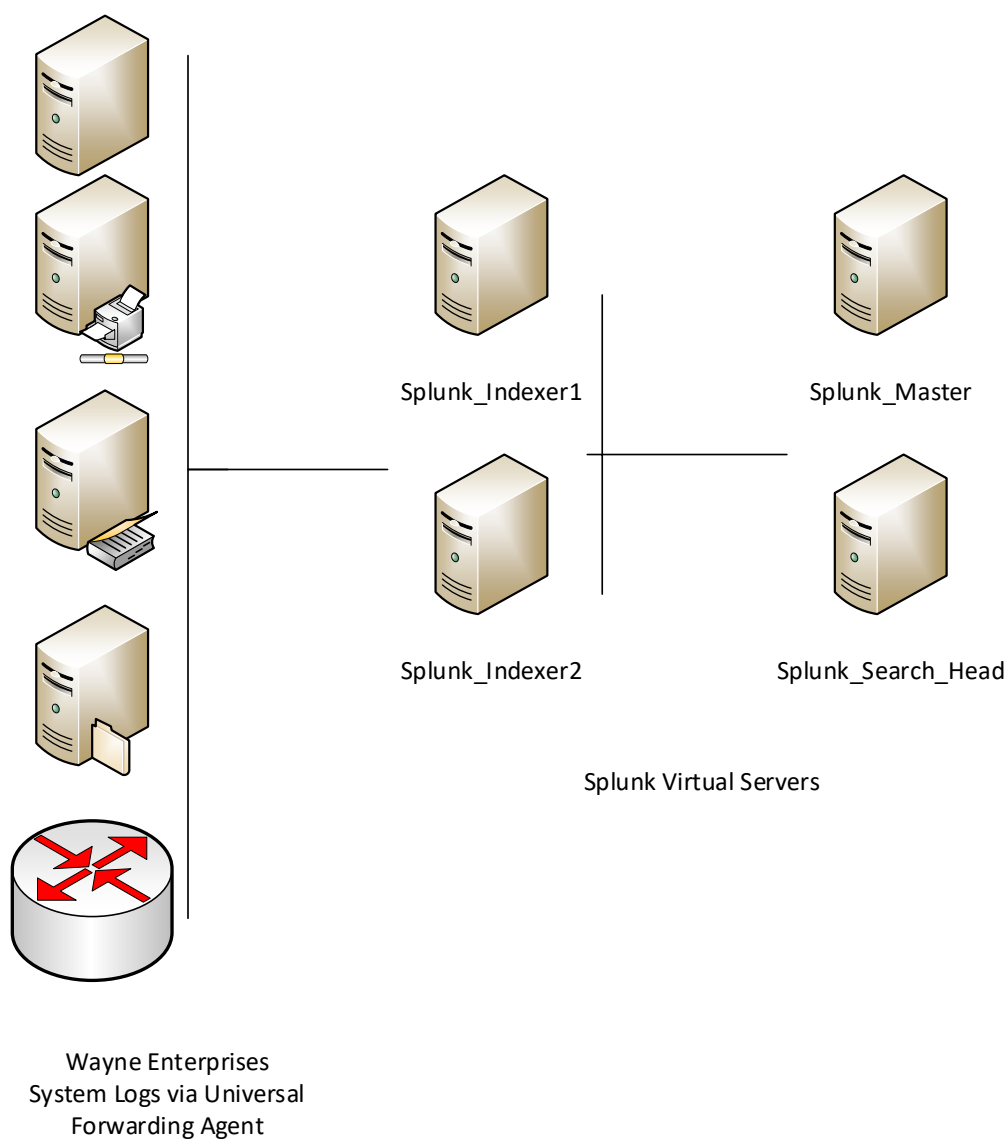 Splunk_Indexer1
Splunk_Master
Splunk_Indexer2
Splunk_Search_Head
Splunk Virtual Servers
Wayne Enterprises
System Logs via Universal
Forwarding Agent